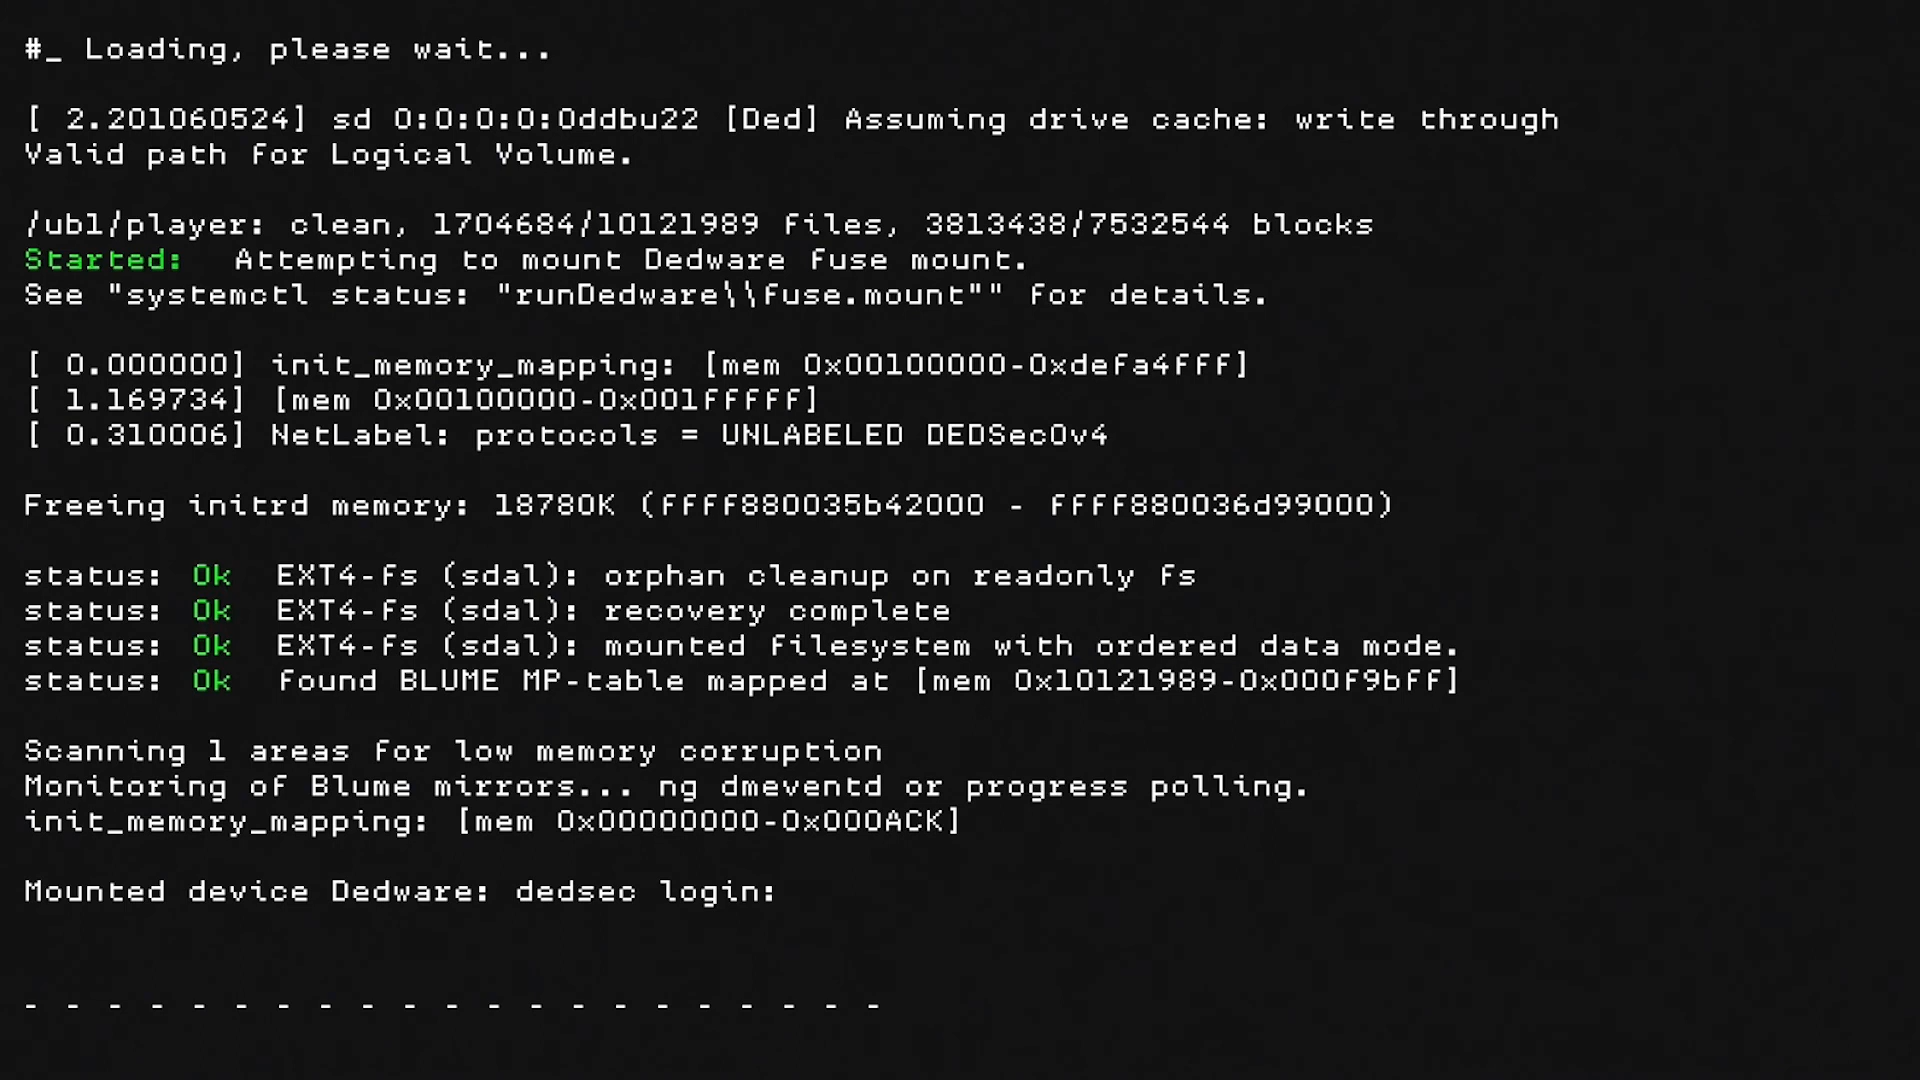 #_ Loading, please wait...
[ 2.201060524] sd 0:0:0:0:0ddbu22 [Ded] Assuming drive cache: write through
Valid path for Logical Volume.
/ubl/player: clean, 1704684/10121989 files, 3813438/7532544 blocks
Started: Attempting to mount Dedware fuse mount.
See "systemctl status: "runDedware\\fuse.mount"" for details.
[ 0.000000] init_memory_mapping: [mem 0x00100000-0xdefa4fff]
[ 1.169734] [mem 0x00100000-0x001fffff]
[ 0.310006] NetLabel: protocols = UNLABELED DEDSec0v4
Freeing initrd memory: 18780K (ffff880035b42000 - ffff880036d99000)
status: Ok EXT4-fs (sdal): orphan cleanup on readonly fs
status: Ok EXT4-fs (sdal): recovery complete
status: Ok EXT4-fs (sdal): mounted filesystem with ordered data mode.
status: Ok found BLUME MP-table mapped at [mem 0x10121989-0x000f9bff]
Scanning 1 areas for low memory corruption
Monitoring of Blume mirrors... ng dmeventd or progress polling.
init_memory_mapping: [mem 0x00000000-0x000ACK]
Mounted device Dedware: dedsec login:
- - - - - - - - - - - - - - - - - - - - -